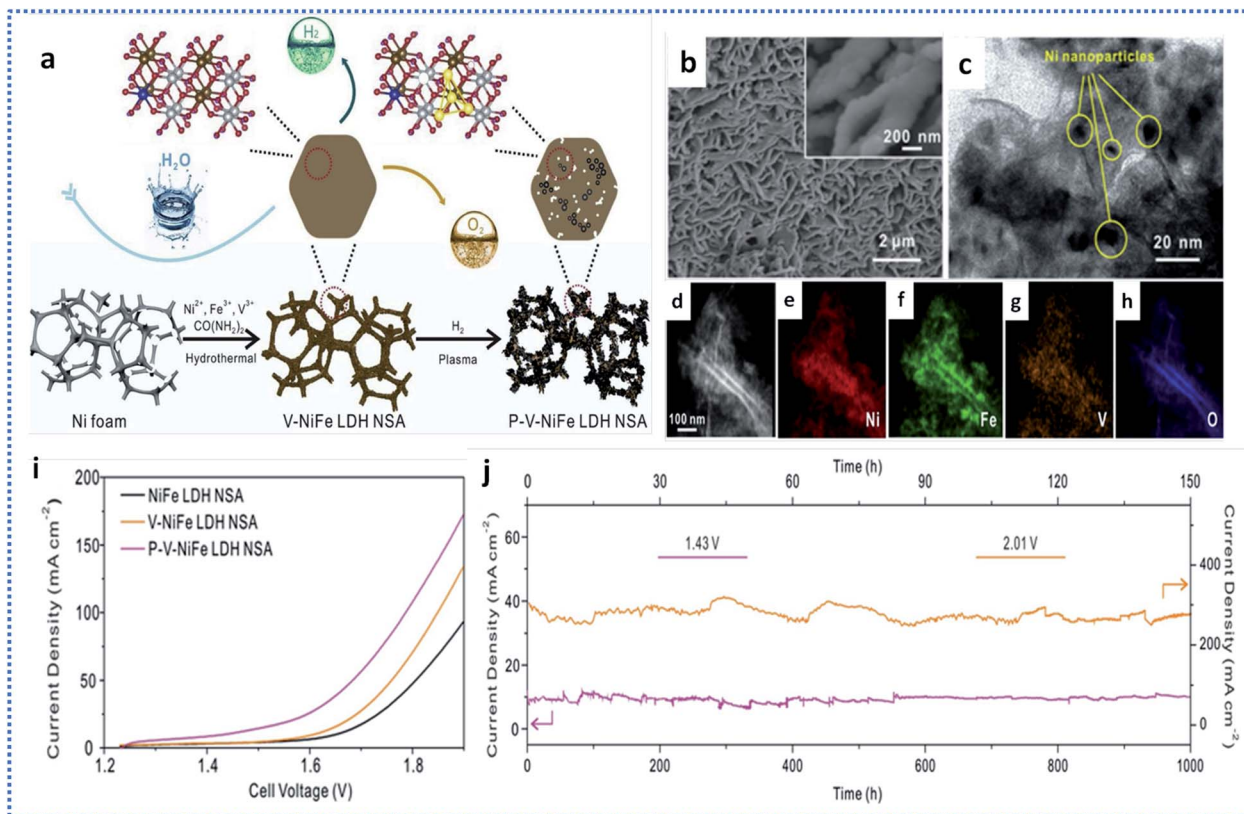 a
H₂
H₂O
O₂
Ni²⁺, Fe³⁺, V³⁺
CO(NH₂)₂
Hydrothermal
H₂
Plasma
Ni foam
V-NiFe LDH NSA
P-V-NiFe LDH NSA
b
200 nm
2 μm
c
Ni nanoparticles
20 nm
d
100 nm
e
Ni
f
Fe
g
V
h
O
i
200
150
100
50
0
Current Density (mA cm⁻²)
NiFe LDH NSA
V-NiFe LDH NSA
P-V-NiFe LDH NSA
1.2 1.4 1.6 1.8
Cell Voltage (V)
j
Time (h)
0 30 60 90 120 150
60
40
20
10
0
Current Density (mA cm⁻²)
1.43 V
2.01 V
400
200
0
Current Density (mA cm⁻²)
0 200 400 600 800 1000
Time (h)